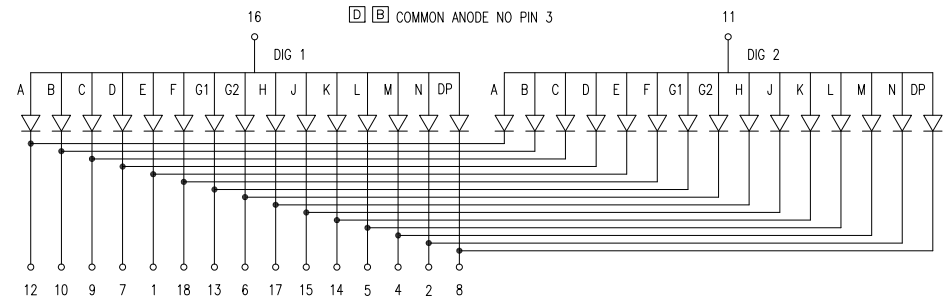 16 D B COMMON ANODE NO PIN 3 11
DIG 1 DIG 2
A B C D E F G1 G2 H J K L M N DP A B C D E F G1 G2 H J K L M N DP
12 10 9 7 1 18 13 6 17 15 14 5 4 2 8